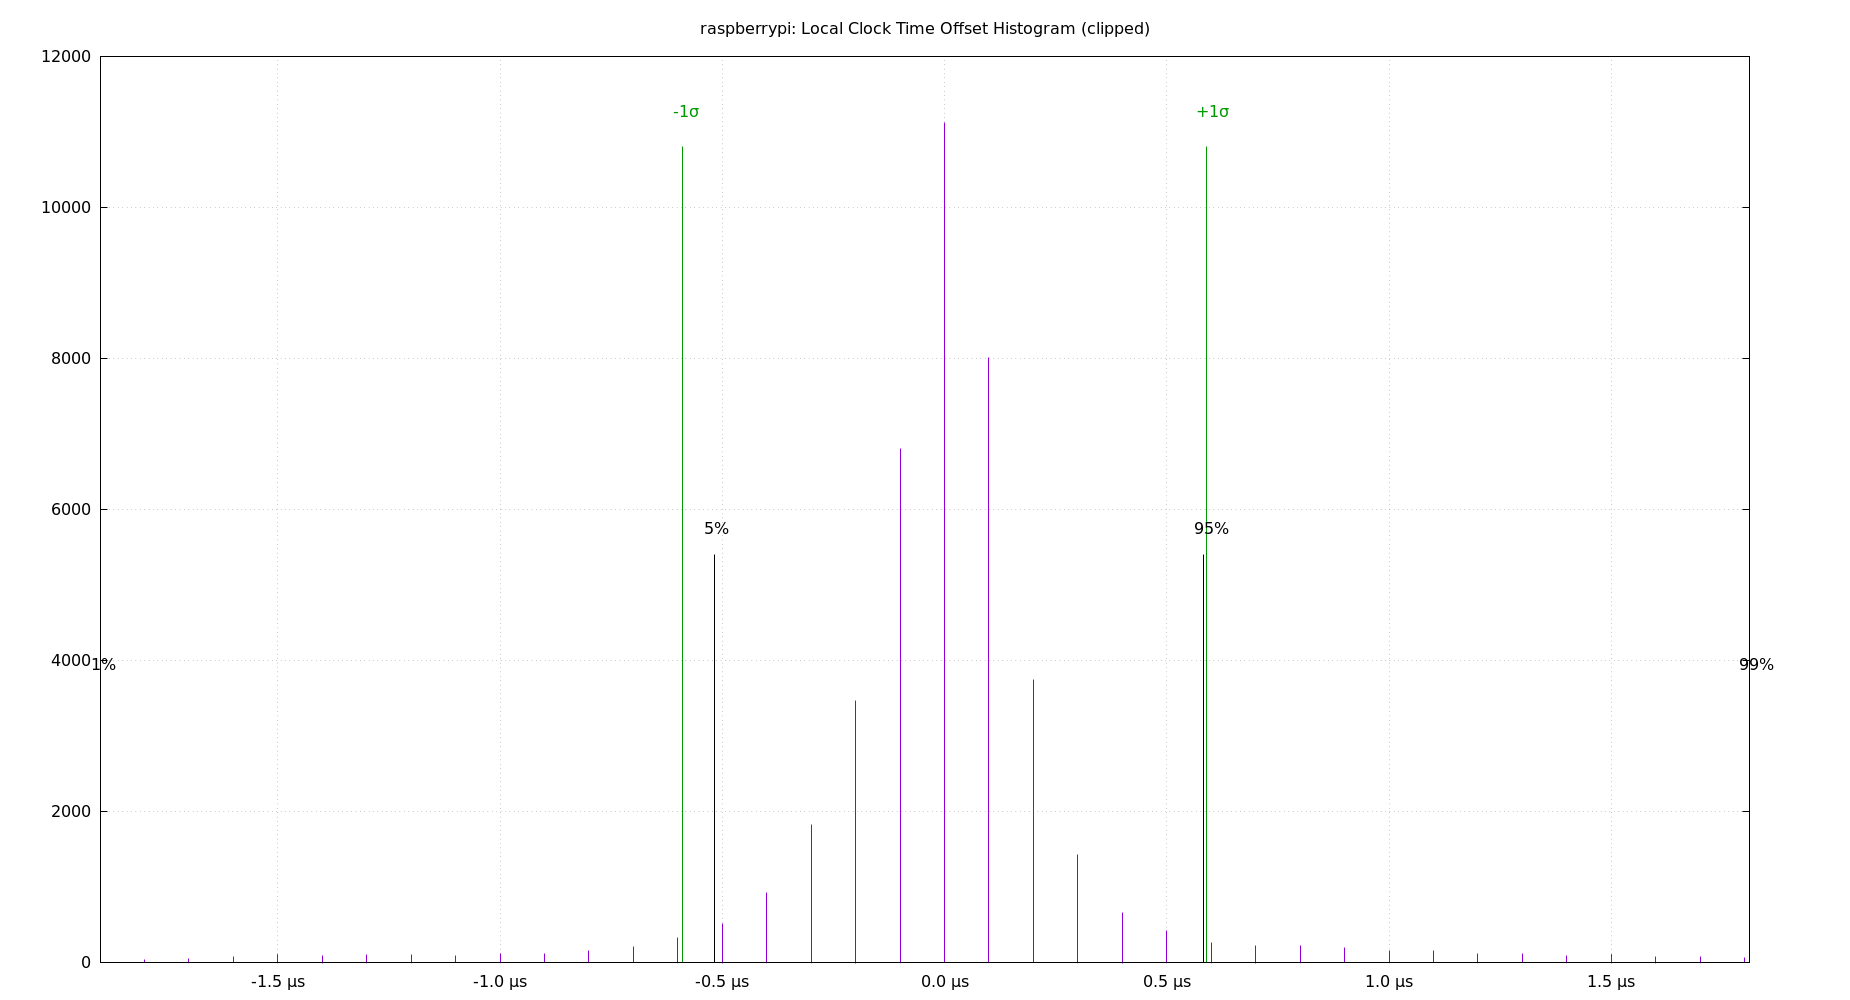 raspberrypi: Local Clock Time Offset Histogram (clipped)
12000
-1σ
+1σ
10000
8000
6000
5%
95%
4000
1%
99%
2000
0
-1.5 µs
-1.0 µs
-0.5 µs
0.0 µs
0.5 µs
1.0 µs
1.5 µs